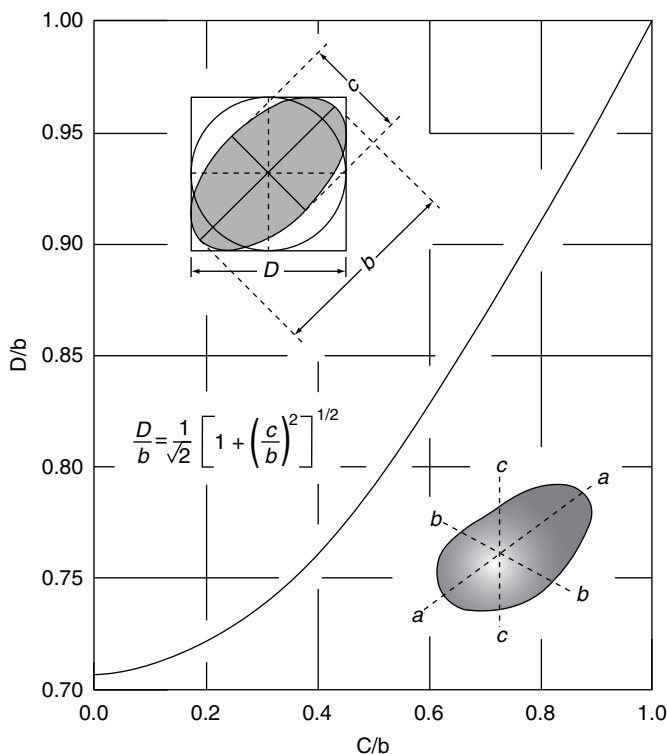 1.00
0.95
0.90
0.85
0.80
0.75
0.70
D/b
0.0 0.2 0.4 0.6 0.8 1.0
C/b
c
D
b
D/b = 1/√2 [1 + (c/b)²]^1/2
c
a
b
b
a
c